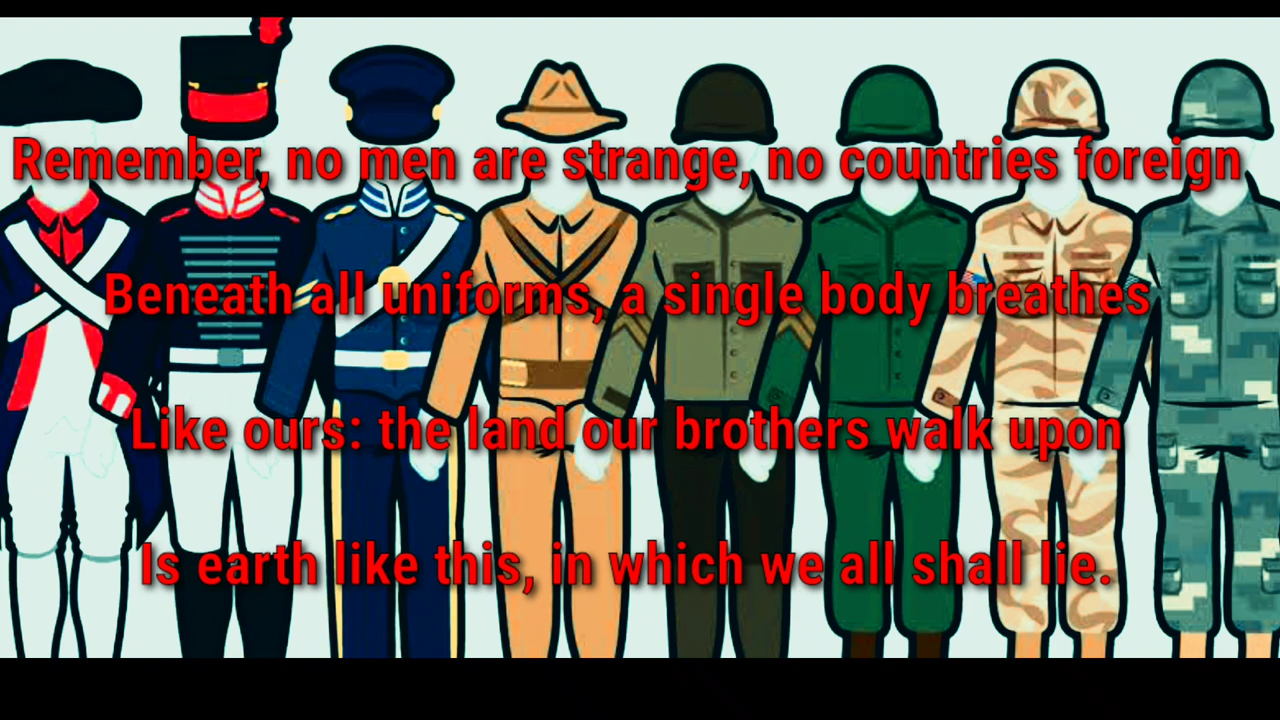 Remember, no men are strange, no countries foreign
Beneath all uniforms, a single body breathes
Like ours: the land our brothers walk upon
Is earth like this, in which we all shall lie.